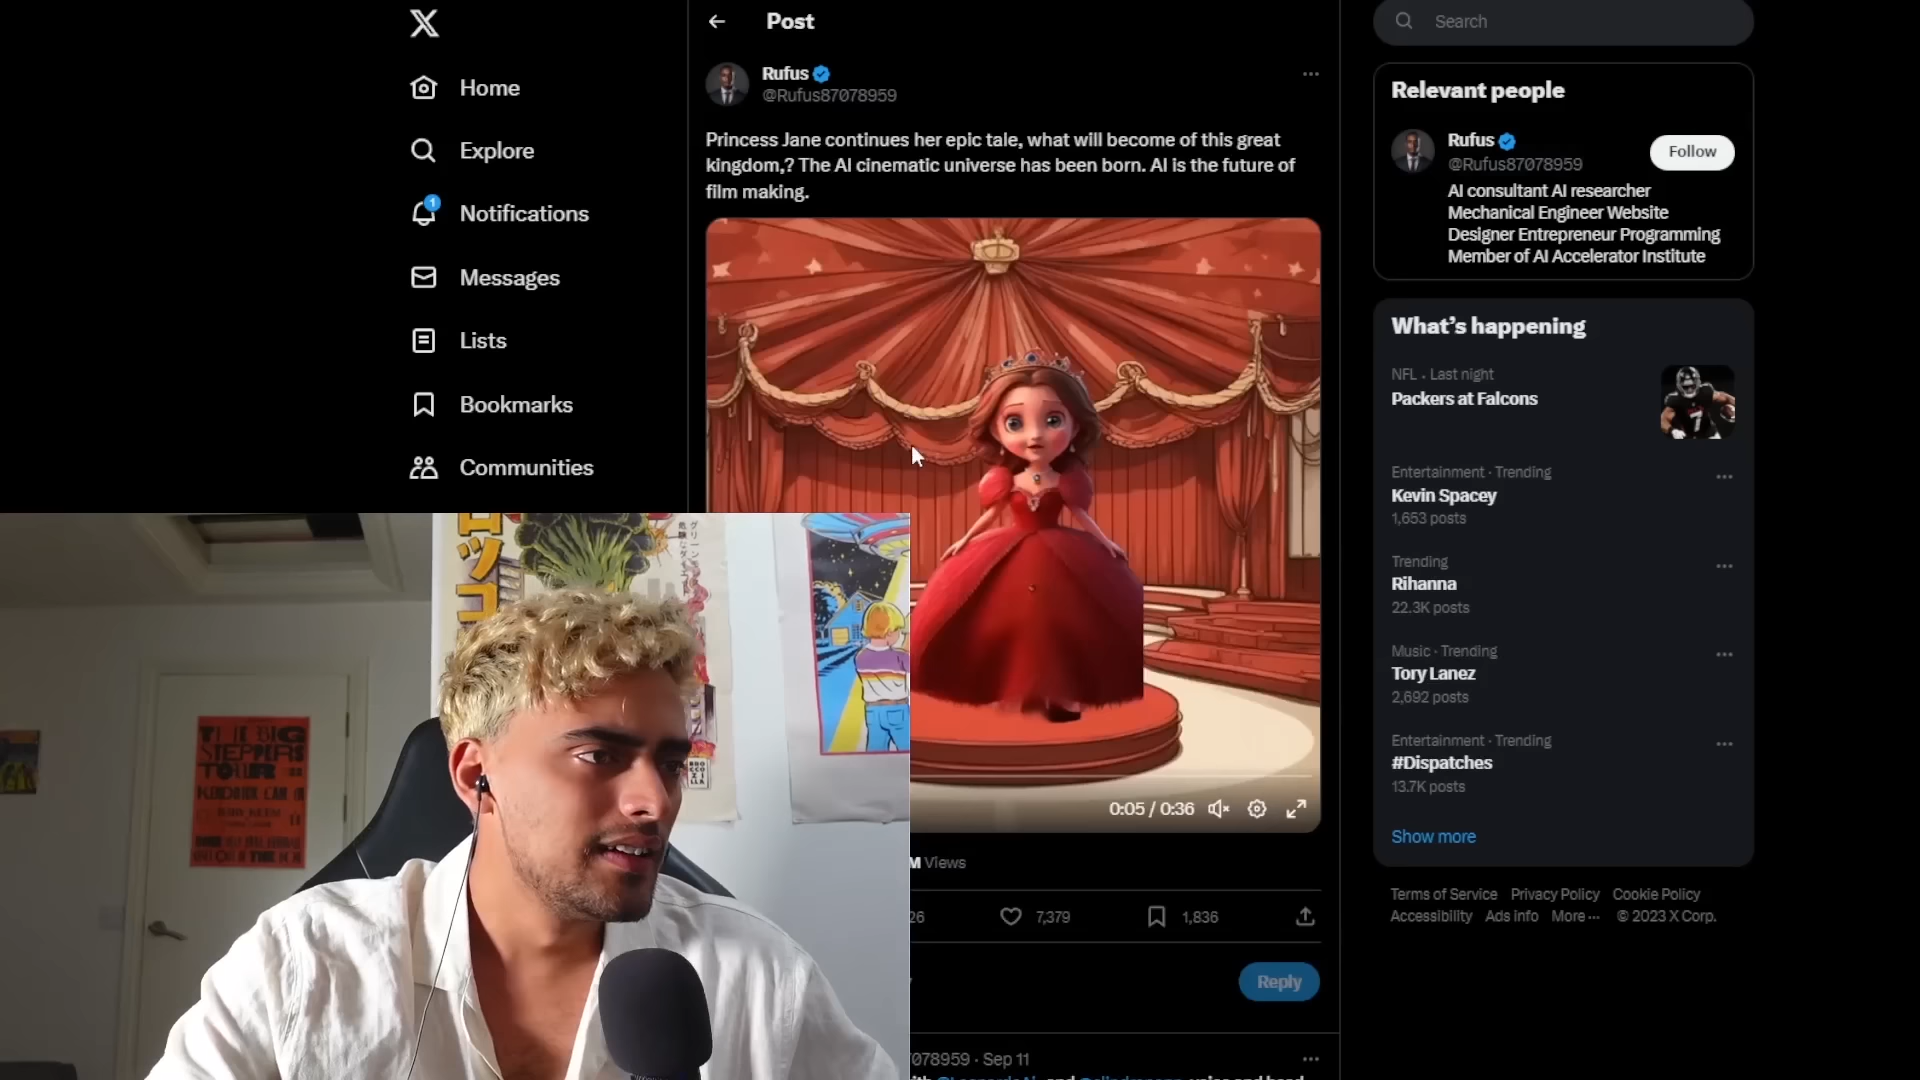 Post
Search
Home
Explore
1
Notifications
Messages
Lists
Bookmarks
Communities
Rufus
@Rufus87078959
Princess Jane continues her epic tale, what will become of this great
kingdom,? The AI cinematic universe has been born. AI is the future of
film making.
0:05 / 0:36
M Views
26
7,379
1,836
Reply
078959 · Sep 11
Relevant people
Rufus
@Rufus87078959
Follow
AI consultant AI researcher
Mechanical Engineer Website
Designer Entrepreneur Programming
Member of AI Accelerator Institute
What's happening
NFL · Last night
Packers at Falcons
7
Entertainment · Trending
Kevin Spacey
1,653 posts
Trending
Rihanna
22.3K posts
Music · Trending
Tory Lanez
2,692 posts
Entertainment · Trending
#Dispatches
13.7K posts
Show more
Terms of Service Privacy Policy Cookie Policy
Accessibility Ads info More ··· © 2023 X Corp.
ロッコ
THE BIG
STEPPERS
TOUR